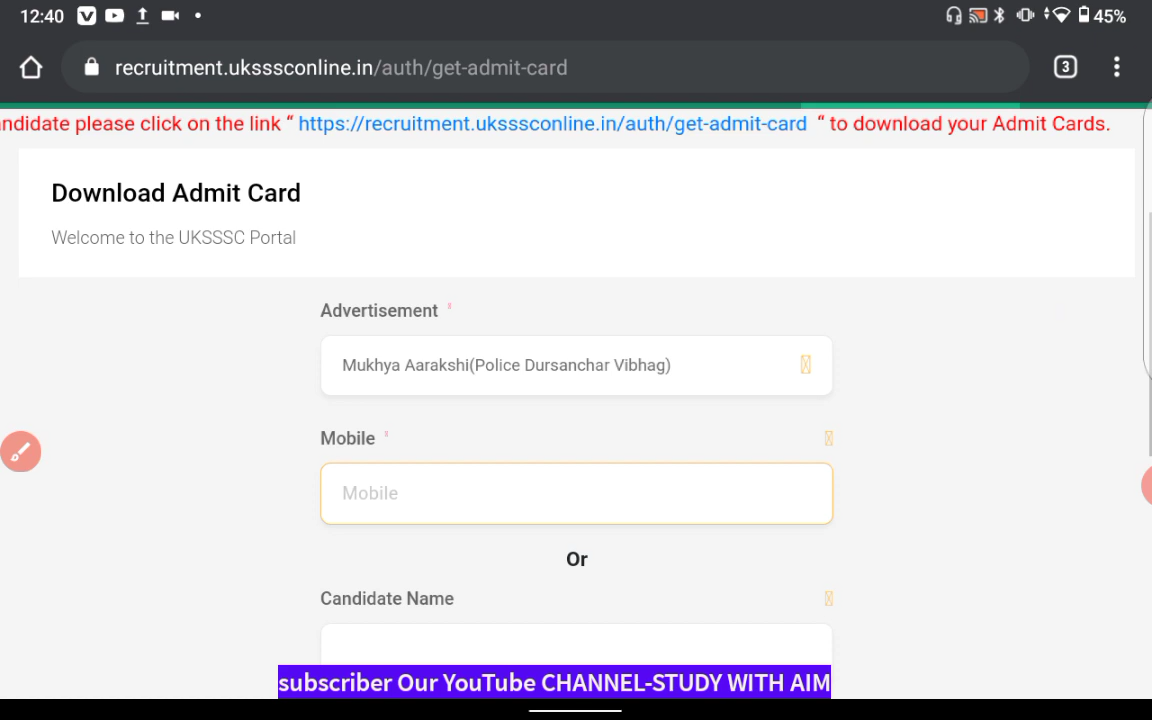 12:40
45%
recruitment.uksssconline.in/auth/get-admit-card
3
ndidate please click on the link “ https://recruitment.uksssconline.in/auth/get-admit-card “ to download your Admit Cards.
Download Admit Card
Welcome to the UKSSSC Portal
Advertisement
Mukhya Aarakshi(Police Dursanchar Vibhag)
Mobile
Mobile
Or
Candidate Name
subscriber Our YouTube CHANNEL-STUDY WITH AIM